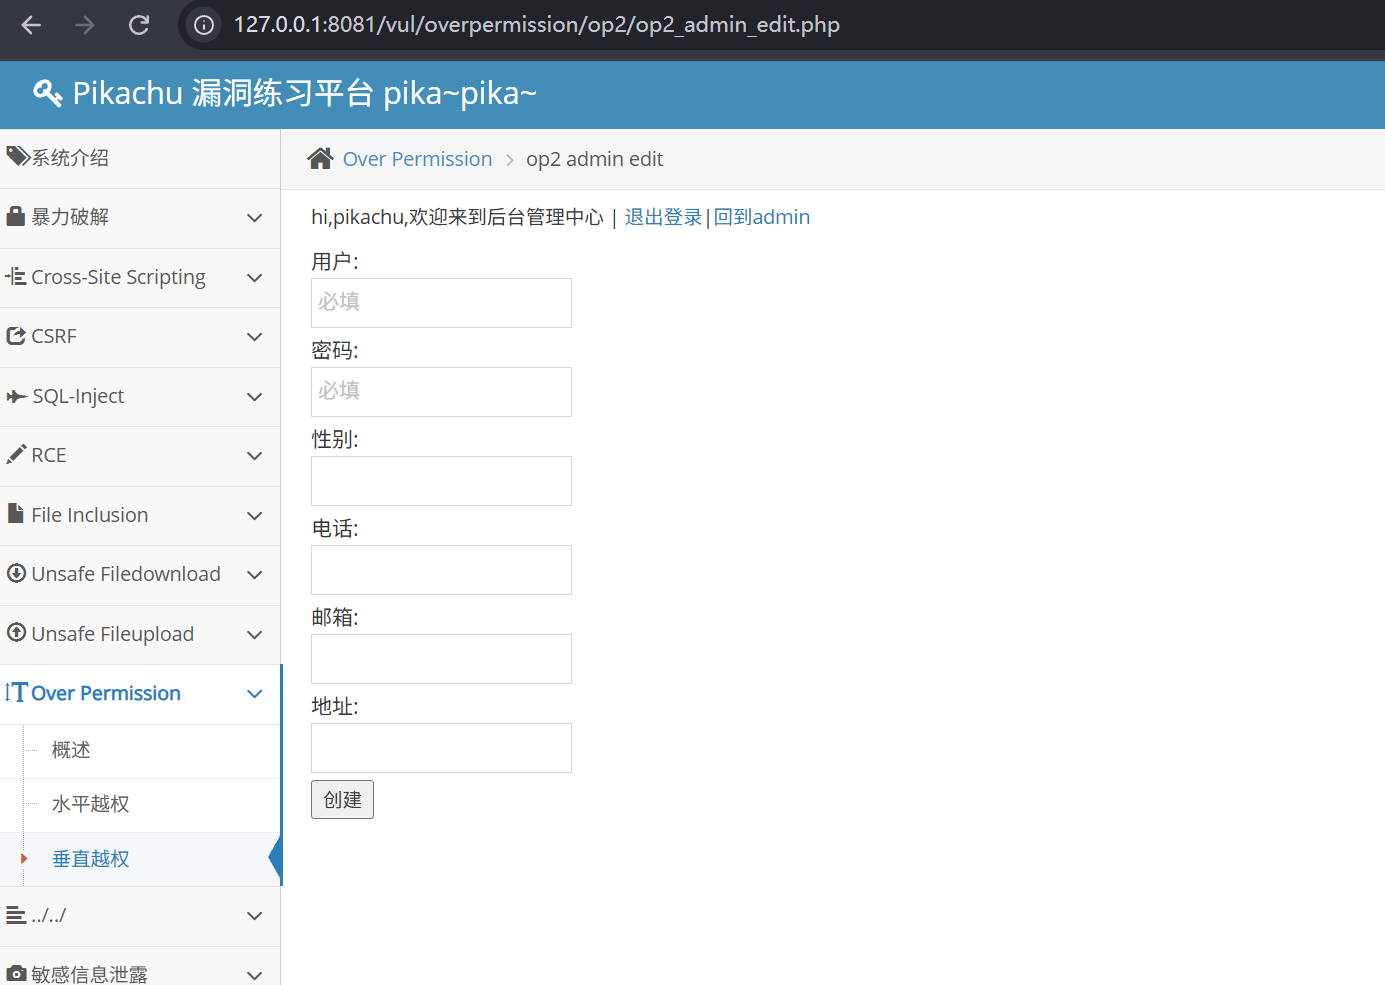 127.0.0.1:8081/vul/overpermission/op2/op2_admin_edit.php
Pikachu 漏洞练习平台 pika~pika~
系统介绍
暴力破解
Cross-Site Scripting
CSRF
SQL-Inject
RCE
File Inclusion
Unsafe Filedownload
Unsafe Fileupload
Over Permission
概述
水平越权
垂直越权
../../
敏感信息泄露
Over Permission > op2 admin edit
hi,pikachu,欢迎来到后台管理中心 | 退出登录|回到admin
用户:
必填
密码:
必填
性别:
电话:
邮箱:
地址:
创建